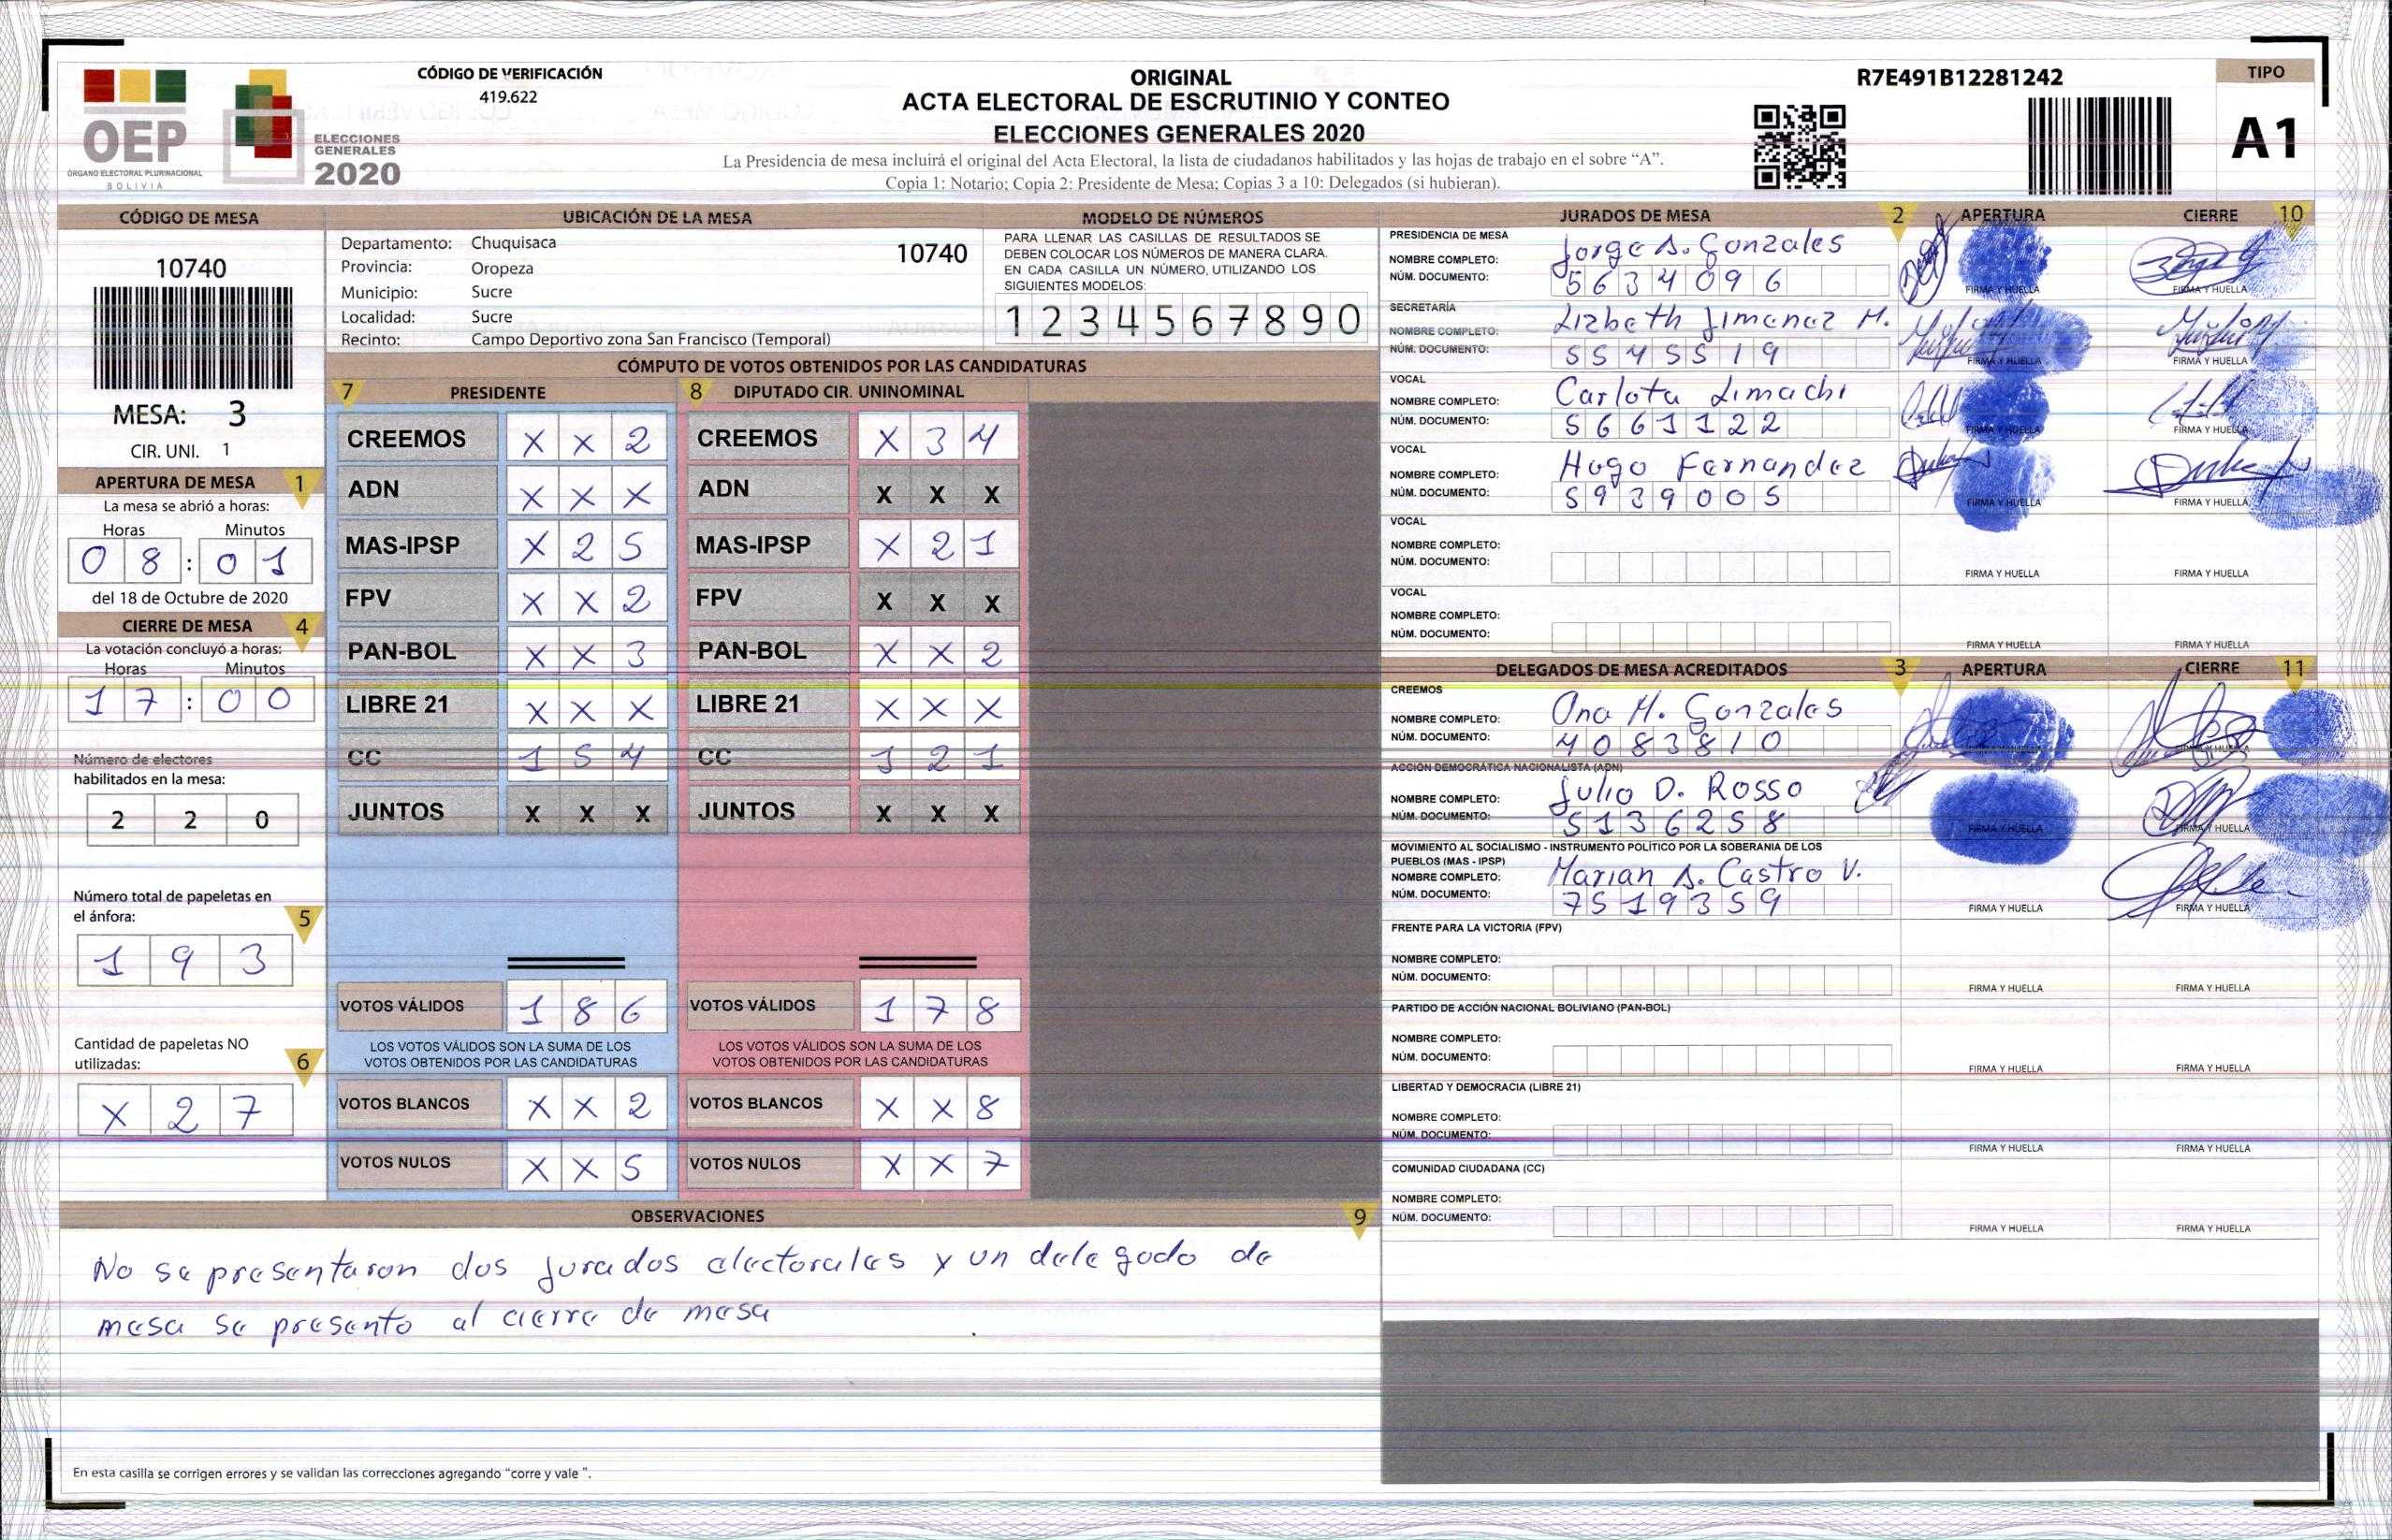 OEP
ÓRGANO ELECTORAL PLURINACIONAL
BOLIVIA
ELECCIONES
GENERALES
2020
CÓDIGO DE VERIFICACIÓN
419.622
ORIGINAL
ACTA ELECTORAL DE ESCRUTINIO Y CONTEO
ELECCIONES GENERALES 2020
La Presidencia de mesa incluirá el original del Acta Electoral, la lista de ciudadanos habilitados y las hojas de trabajo en el sobre “A”.
Copia 1: Notario; Copia 2: Presidente de Mesa; Copias 3 a 10: Delegados (si hubieran).
R7E491B12281242
TIPO
A1
CÓDIGO DE MESA
10740
MESA: 3
CIR. UNI. 1
APERTURA DE MESA 1
La mesa se abrió a horas:
Horas Minutos
0 8 : 0 1
del 18 de Octubre de 2020
CIERRE DE MESA 4
La votación concluyó a horas:
Horas Minutos
1 7 : 0 0
Número de electores
habilitados en la mesa:
2 2 0
Número total de papeletas en
el ánfora: 5
1 9 3
Cantidad de papeletas NO
utilizadas: 6
X 2 7
UBICACIÓN DE LA MESA
Departamento: Chuquisaca 10740
Provincia: Oropeza
Municipio: Sucre
Localidad: Sucre
Recinto: Campo Deportivo zona San Francisco (Temporal)
MODELO DE NÚMEROS
PARA LLENAR LAS CASILLAS DE RESULTADOS SE
DEBEN COLOCAR LOS NÚMEROS DE MANERA CLARA.
EN CADA CASILLA UN NÚMERO, UTILIZANDO LOS
SIGUIENTES MODELOS:
1 2 3 4 5 6 7 8 9 0
CÓMPUTO DE VOTOS OBTENIDOS POR LAS CANDIDATURAS
7 PRESIDENTE
CREEMOS X X 2
ADN X X X
MAS-IPSP X 2 5
FPV X X 2
PAN-BOL X X 3
LIBRE 21 X X X
CC 1 5 4
JUNTOS X X X
VOTOS VÁLIDOS 1 8 6
LOS VOTOS VÁLIDOS SON LA SUMA DE LOS
VOTOS OBTENIDOS POR LAS CANDIDATURAS
VOTOS BLANCOS X X 2
VOTOS NULOS X X 5
8 DIPUTADO CIR. UNINOMINAL
CREEMOS X 3 4
ADN X X X
MAS-IPSP X 2 1
FPV X X X
PAN-BOL X X 2
LIBRE 21 X X X
CC 1 2 1
JUNTOS X X X
VOTOS VÁLIDOS 1 7 8
LOS VOTOS VÁLIDOS SON LA SUMA DE LOS
VOTOS OBTENIDOS POR LAS CANDIDATURAS
VOTOS BLANCOS X X 8
VOTOS NULOS X X 7
OBSERVACIONES 9
No se presentaron dos jurados electorales y un delegado de
mesa se presento al cierre de mesa
En esta casilla se corrigen errores y se validan las correcciones agregando “corre y vale ”.
JURADOS DE MESA 2 APERTURA CIERRE 10
PRESIDENCIA DE MESA
NOMBRE COMPLETO: Jorge A. Gonzales
NÚM. DOCUMENTO: 5634096
FIRMA Y HUELLA FIRMA Y HUELLA
SECRETARÍA
NOMBRE COMPLETO: Lizbeth Jimenez M.
NÚM. DOCUMENTO: 5545519
FIRMA Y HUELLA FIRMA Y HUELLA
VOCAL
NOMBRE COMPLETO: Carlota Limachi
NÚM. DOCUMENTO: 5661122
FIRMA Y HUELLA FIRMA Y HUELLA
VOCAL
NOMBRE COMPLETO: Hugo Fernandez
NÚM. DOCUMENTO: 5939005
FIRMA Y HUELLA FIRMA Y HUELLA
VOCAL
NOMBRE COMPLETO:
NÚM. DOCUMENTO:
FIRMA Y HUELLA FIRMA Y HUELLA
VOCAL
NOMBRE COMPLETO:
NÚM. DOCUMENTO:
FIRMA Y HUELLA FIRMA Y HUELLA
DELEGADOS DE MESA ACREDITADOS 3 APERTURA CIERRE 11
CREEMOS
NOMBRE COMPLETO: Ana M. Gonzales
NÚM. DOCUMENTO: 4083810
ACCIÓN DEMOCRÁTICA NACIONALISTA (ADN)
NOMBRE COMPLETO: Julio D. Rosso
NÚM. DOCUMENTO: 5136258
FIRMA Y HUELLA FIRMA Y HUELLA
MOVIMIENTO AL SOCIALISMO - INSTRUMENTO POLÍTICO POR LA SOBERANIA DE LOS
PUEBLOS (MAS - IPSP)
NOMBRE COMPLETO: Marian A. Castro V.
NÚM. DOCUMENTO: 7519359
FIRMA Y HUELLA FIRMA Y HUELLA
FRENTE PARA LA VICTORIA (FPV)
NOMBRE COMPLETO:
NÚM. DOCUMENTO:
FIRMA Y HUELLA FIRMA Y HUELLA
PARTIDO DE ACCIÓN NACIONAL BOLIVIANO (PAN-BOL)
NOMBRE COMPLETO:
NÚM. DOCUMENTO:
FIRMA Y HUELLA FIRMA Y HUELLA
LIBERTAD Y DEMOCRACIA (LIBRE 21)
NOMBRE COMPLETO:
NÚM. DOCUMENTO:
FIRMA Y HUELLA FIRMA Y HUELLA
COMUNIDAD CIUDADANA (CC)
NOMBRE COMPLETO:
NÚM. DOCUMENTO:
FIRMA Y HUELLA FIRMA Y HUELLA